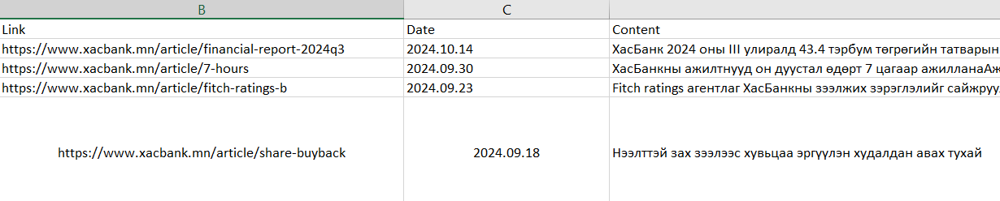 B C
Link Date Content
https://www.xacbank.mn/article/financial-report-2024q3 2024.10.14 ХасБанк 2024 оны III улиралд 43.4 тэрбум төгрөгийн татварын
https://www.xacbank.mn/article/7-hours 2024.09.30 ХасБанкны ажилтнууд он дуустал өдөрт 7 цагаар ажилланаАж
https://www.xacbank.mn/article/fitch-ratings-b 2024.09.23 Fitch ratings агентлаг ХасБанкны зээлжих зэрэглэлийг сайжруу
https://www.xacbank.mn/article/share-buyback 2024.09.18 Нээлттэй зах зээлээс хувьцаа эргүүлэн худалдан авах тухай